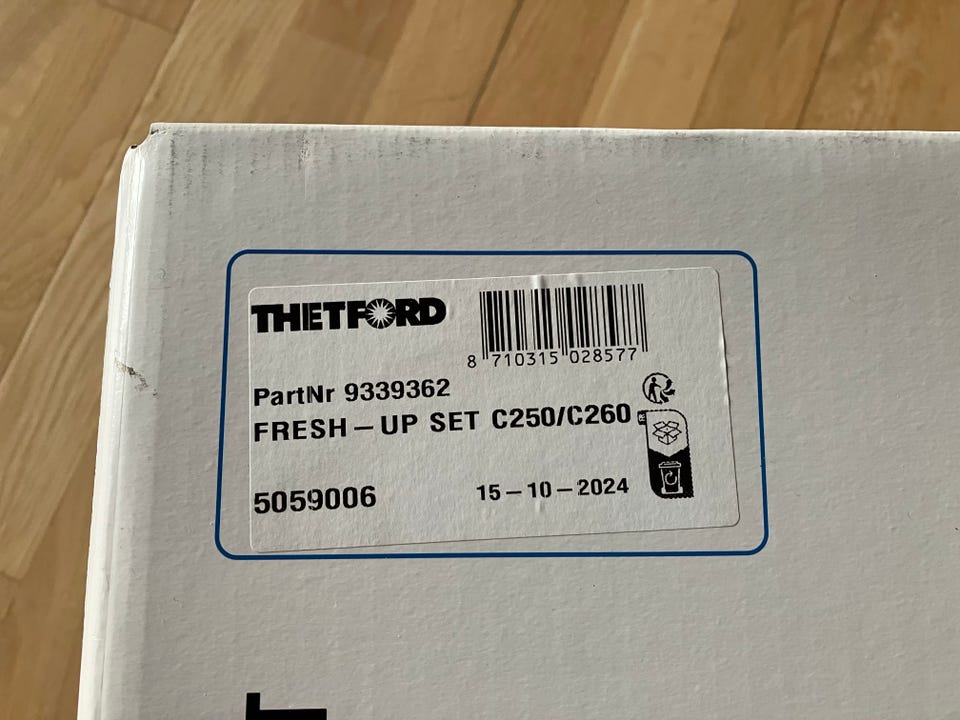 THETFORD
8 710315 028577
PartNr 9339362
FRESH-UP SET C250/C260
5059006
15-10-2024